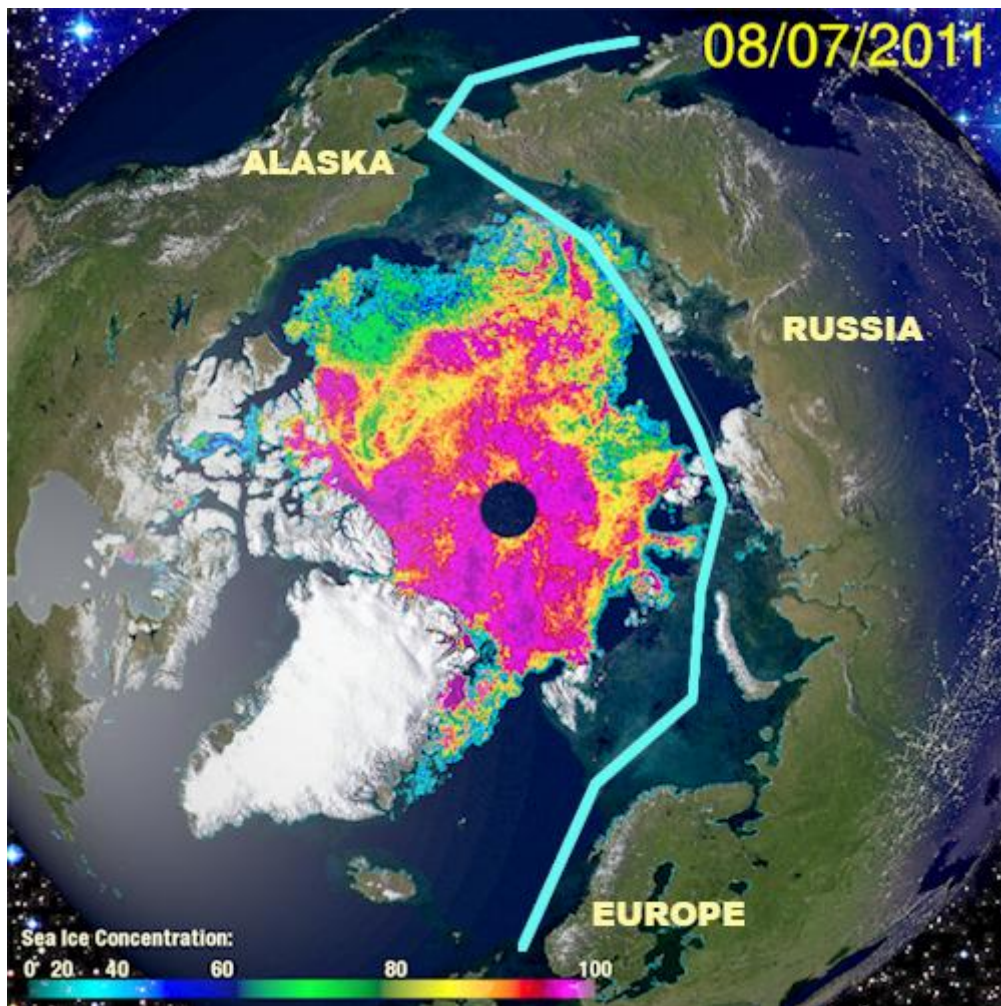 08/07/2011
ALASKA
RUSSIA
EUROPE
Sea Ice Concentration:
0 20 40 60 80 100